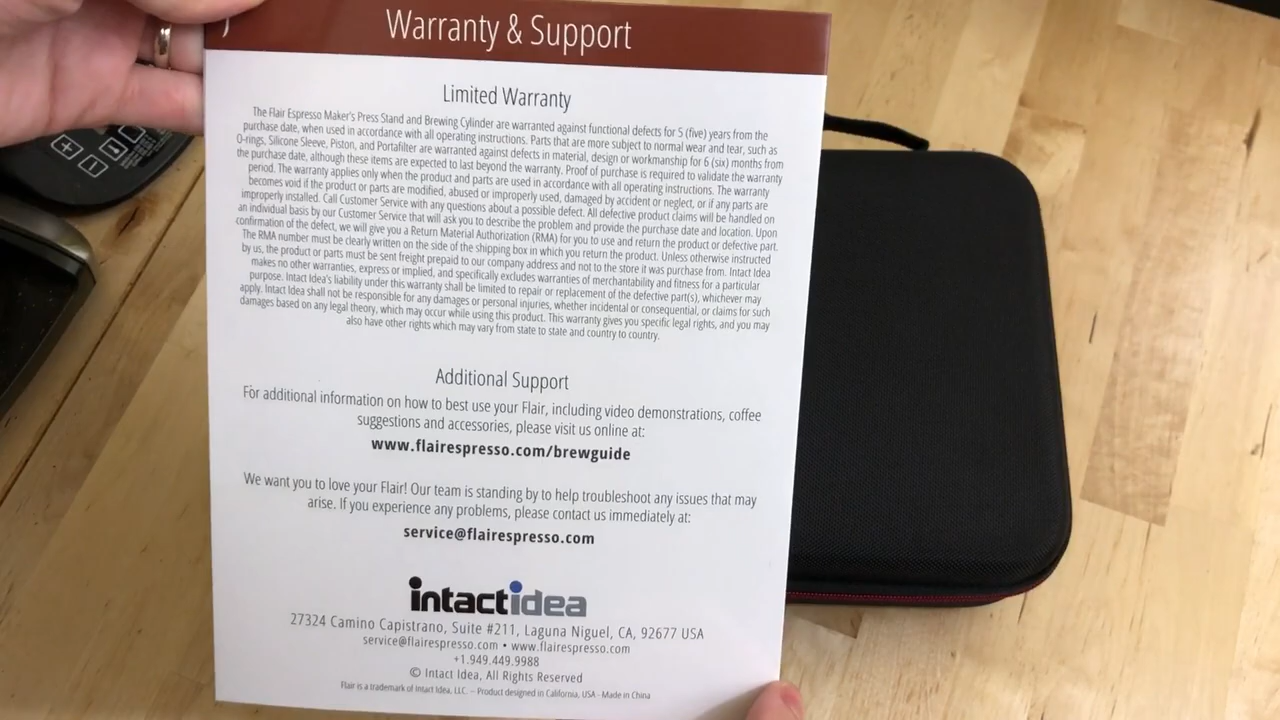 Warranty & Support
Limited Warranty
The Flair Espresso Maker's Press Stand and Brewing Cylinder are warranted against functional defects for 5 (five) years from the
purchase date, when used in accordance with all operating instructions. Parts that are more subject to normal wear and tear, such as
O-rings, Silicone Sleeve, Piston, and Portafilter are warranted against defects in material, design or workmanship for 6 (six) months from
the purchase date, although these items are expected to last beyond the warranty. Proof of purchase is required to validate the warranty
period. The warranty applies only when the product and parts are used in accordance with all operating instructions. The warranty
becomes void if the product or parts are modified, abused or improperly used, damaged by accident or neglect, or if any parts are
improperly installed. Call Customer Service with any questions about a possible defect. All defective product claims will be handled on
an individual basis by our Customer Service that will ask you to describe the problem and provide the purchase date and location. Upon
confirmation of the defect, we will give you a Return Material Authorization (RMA) for you to use and return the product or defective part.
The RMA number must be clearly written on the side of the shipping box in which you return the product. Unless otherwise instructed
by us, the product or parts must be sent freight prepaid to our company address and not to the store it was purchase from. Intact Idea
makes no other warranties, express or implied, and specifically excludes warranties of merchantability and fitness for a particular
purpose. Intact Idea's liability under this warranty shall be limited to repair or replacement of the defective part(s), whichever may
apply. Intact Idea shall not be responsible for any damages or personal injuries, whether incidental or consequential, or claims for such
damages based on any legal theory, which may occur while using this product. This warranty gives you specific legal rights, and you may
also have other rights which may vary from state to state and country to country.
Additional Support
For additional information on how to best use your Flair, including video demonstrations, coffee
suggestions and accessories, please visit us online at:
www.flairespresso.com/brewguide
We want you to love your Flair! Our team is standing by to help troubleshoot any issues that may
arise. If you experience any problems, please contact us immediately at:
service@flairespresso.com
intactidea
27324 Camino Capistrano, Suite #211, Laguna Niguel, CA, 92677 USA
service@flairespresso.com • www.flairespresso.com
+1.949.449.9988
© Intact Idea, All Rights Reserved
Flair is a trademark of Intact Idea, LLC. – Product designed in California, USA - Made in China